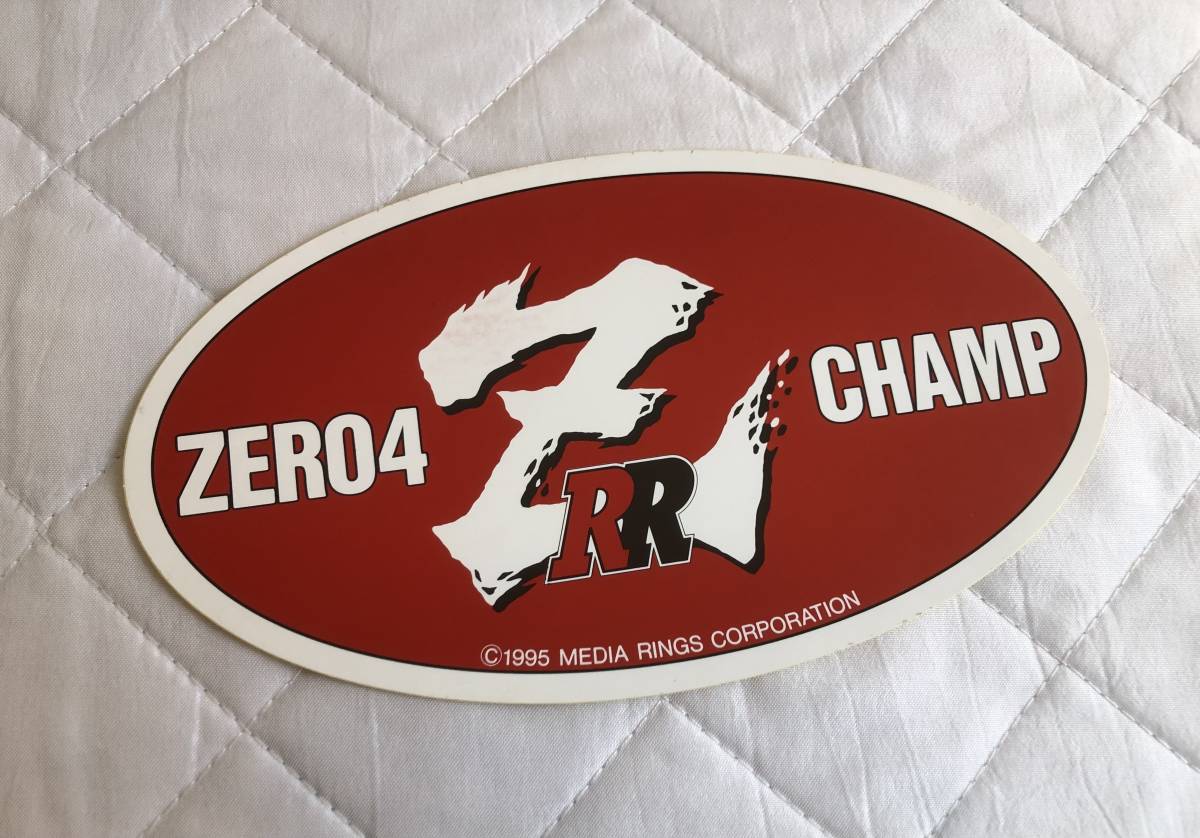 ZERO4
RR
CHAMP
©1995 MEDIA RINGS CORPORATION